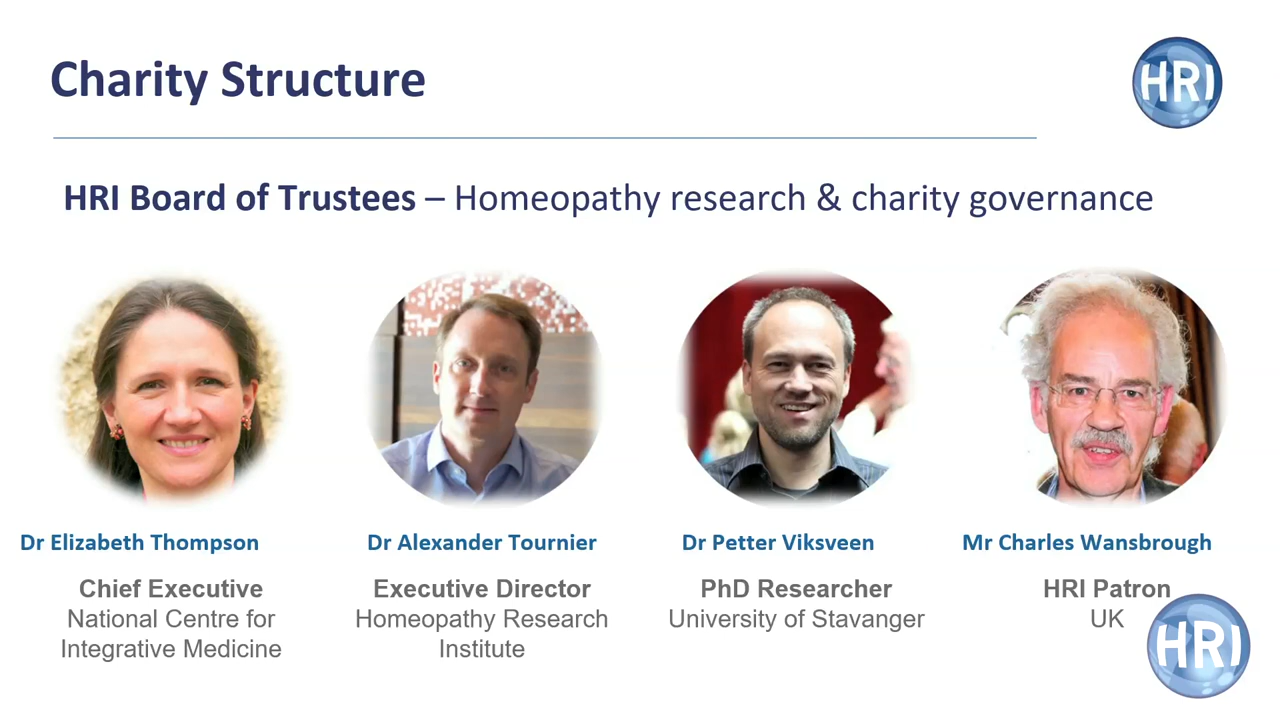 Charity Structure
HRI
HRI Board of Trustees – Homeopathy research & charity governance
Dr Elizabeth Thompson
Chief Executive
National Centre for
Integrative Medicine
Dr Alexander Tournier
Executive Director
Homeopathy Research
Institute
Dr Petter Viksveen
PhD Researcher
University of Stavanger
Mr Charles Wansbrough
HRI Patron
UK
HRI